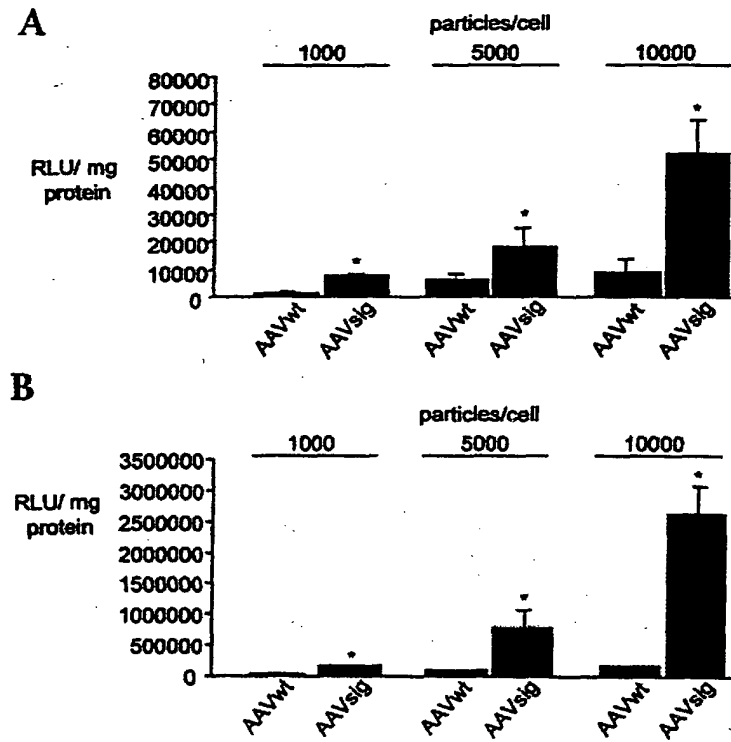 A
particles/cell
1000 5000 10000
80000
70000
60000
50000
40000
30000
20000
10000
0
RLU/ mg
protein
*
*
*
AAVwt AAVsig AAVwt AAVsig AAVwt AAVsig
B
particles/cell
1000 5000 10000
3500000
3000000
2500000
2000000
1500000
1000000
500000
0
RLU/ mg
protein
*
*
*
AAVwt AAVsig AAVwt AAVsig AAVwt AAVsig